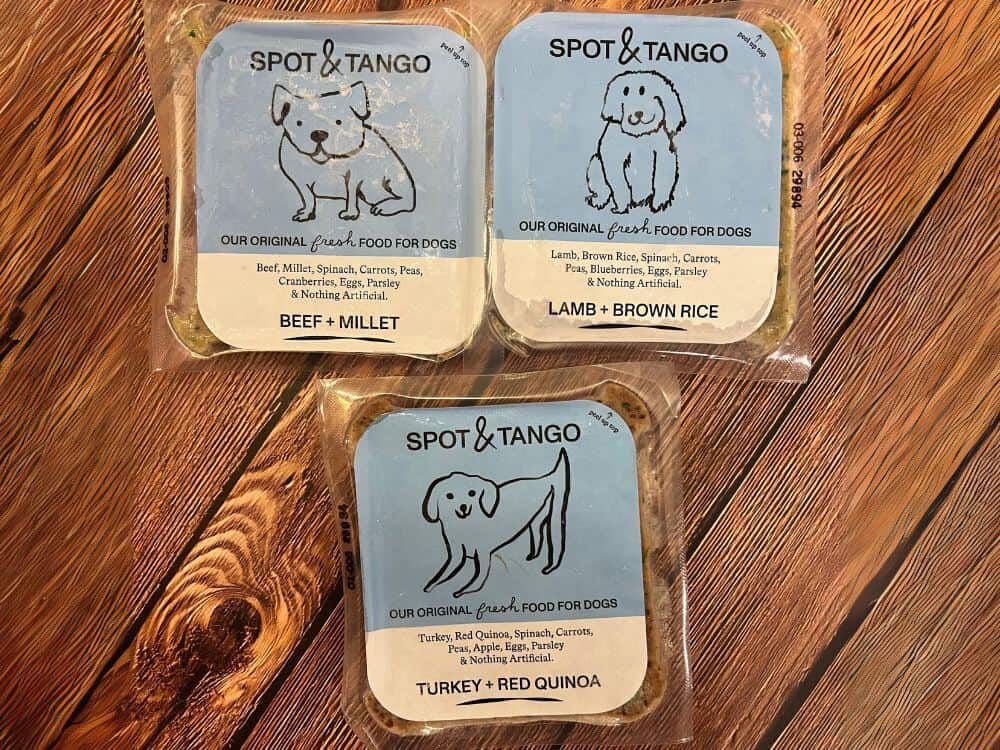 SPOT & TANGO
peel up top
OUR ORIGINAL fresh FOOD FOR DOGS
Beef, Millet, Spinach, Carrots, Peas,
Cranberries, Eggs, Parsley
& Nothing Artificial.
BEEF + MILLET
SPOT & TANGO
peel up top
OUR ORIGINAL fresh FOOD FOR DOGS
Lamb, Brown Rice, Spinach, Carrots,
Peas, Blueberries, Eggs, Parsley
& Nothing Artificial.
LAMB + BROWN RICE
03-006 29894
SPOT & TANGO
peel up top
OUR ORIGINAL fresh FOOD FOR DOGS
Turkey, Red Quinoa, Spinach, Carrots,
Peas, Apple, Eggs, Parsley
& Nothing Artificial.
TURKEY + RED QUINOA